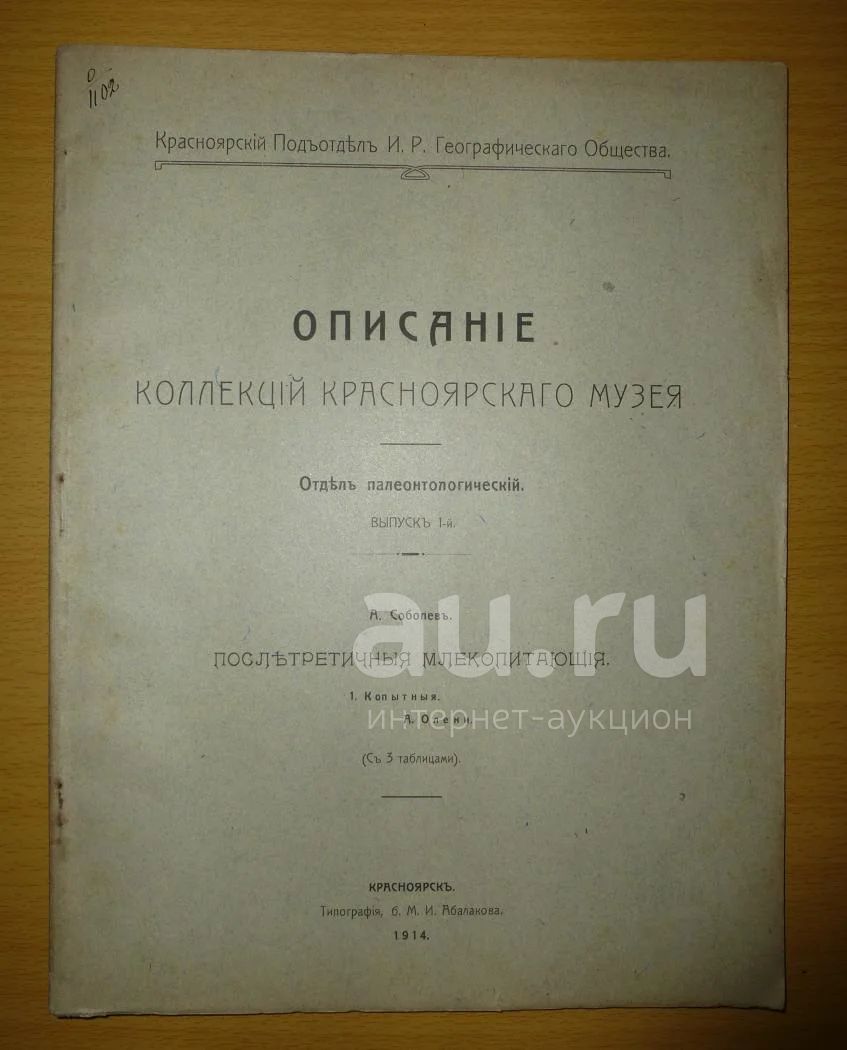 О
1102
Красноярскій Подъотдѣлъ И. Р. Географическаго Общества.
ОПИСАНІЕ
КОЛЛЕКЦІЙ КРАСНОЯРСКАГО МУЗЕЯ
Отдѣлъ палеонтологическій.
ВЫПУСКЪ 1-й.
А. Соболевъ.
ПОСЛѢТРЕТИЧНЫЯ МЛЕКОПИТАЮЩІЯ.
1. Копытныя.
А. Олени.
(Съ 3 таблицами).
КРАСНОЯРСКЪ.
Типографія, б. М. И. Абалакова.
1914.
au.ru
интернет-аукцион